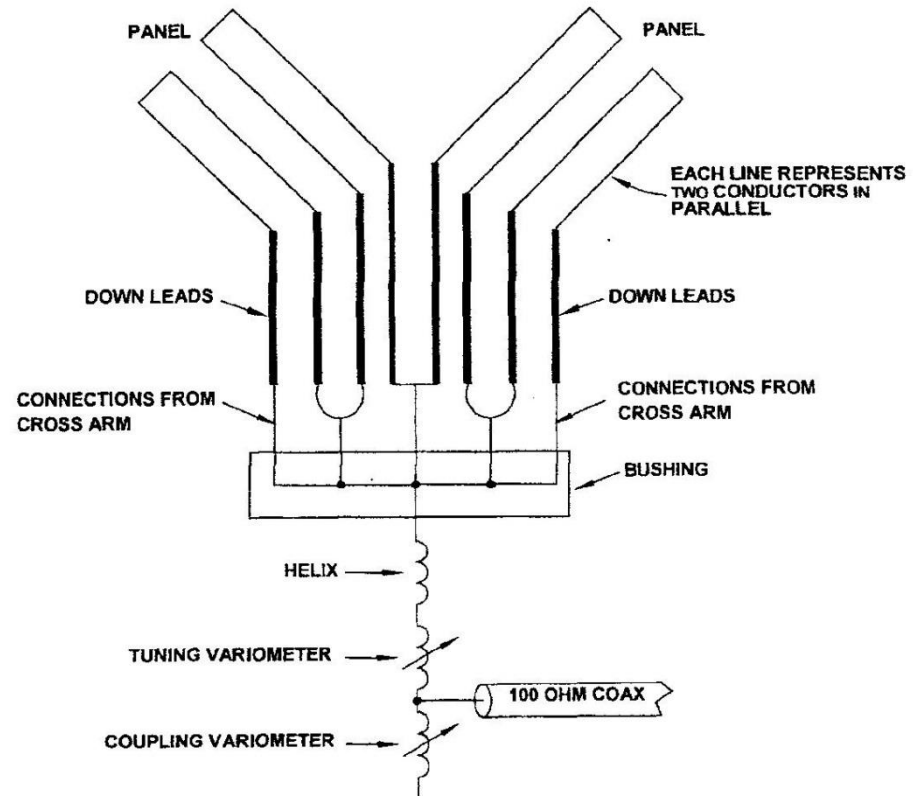 PANEL
PANEL
EACH LINE REPRESENTS
TWO CONDUCTORS IN
PARALLEL
DOWN LEADS
DOWN LEADS
CONNECTIONS FROM
CROSS ARM
CONNECTIONS FROM
CROSS ARM
BUSHING
HELIX
TUNING VARIOMETER
100 OHM COAX
COUPLING VARIOMETER